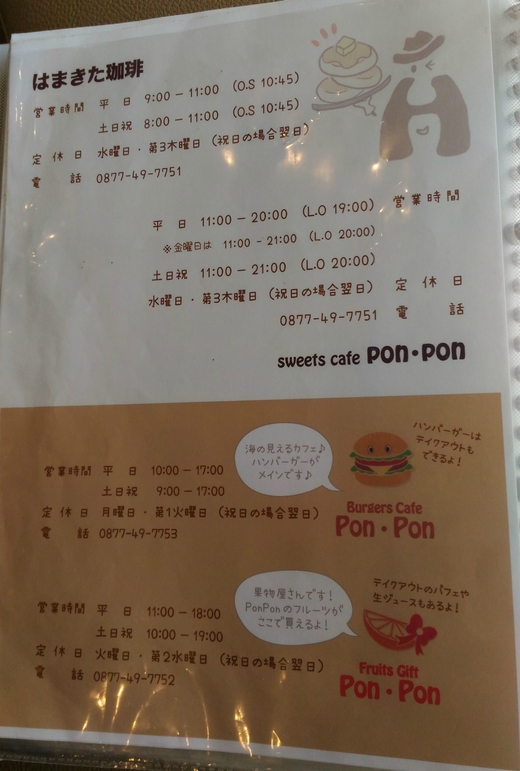 はまきた珈琲
営業時間 平 日 9:00 − 11:00 (O.S 10:45)
土日祝 8:00 − 11:00 (O.S 10:45)
定 休 日 水曜日・第3木曜日（祝日の場合翌日）
電 話 0877-49-7751
平 日 11:00 − 20:00 (L.O 19:00) 営業時間
※金曜日は 11:00 − 21:00 (L.O 20:00)
土日祝 11:00 − 21:00 (L.O 20:00)
水曜日・第3木曜日（祝日の場合翌日） 定 休 日
0877-49-7751 電 話
sweets cafe PON・PON
海の見えるカフェ♪
ハンバーガーが
メインです♪
ハンバーガーは
テイクアウトも
できるよ！
営業時間 平 日 10:00 − 17:00
土日祝 9:00 − 17:00
定 休 日 月曜日・第1火曜日（祝日の場合翌日）
電 話 0877-49-7753
Burgers Cafe
Pon・Pon
果物屋さんです！
PonPonのフルーツが
ここで買えるよ！
テイクアウトのパフェや
生ジュースもあるよ！
営業時間 平 日 11:00 − 18:00
土日祝 10:00 − 19:00
定 休 日 火曜日・第2水曜日（祝日の場合翌日）
電 話 0877-49-7752
Fruits Gift
Pon・Pon